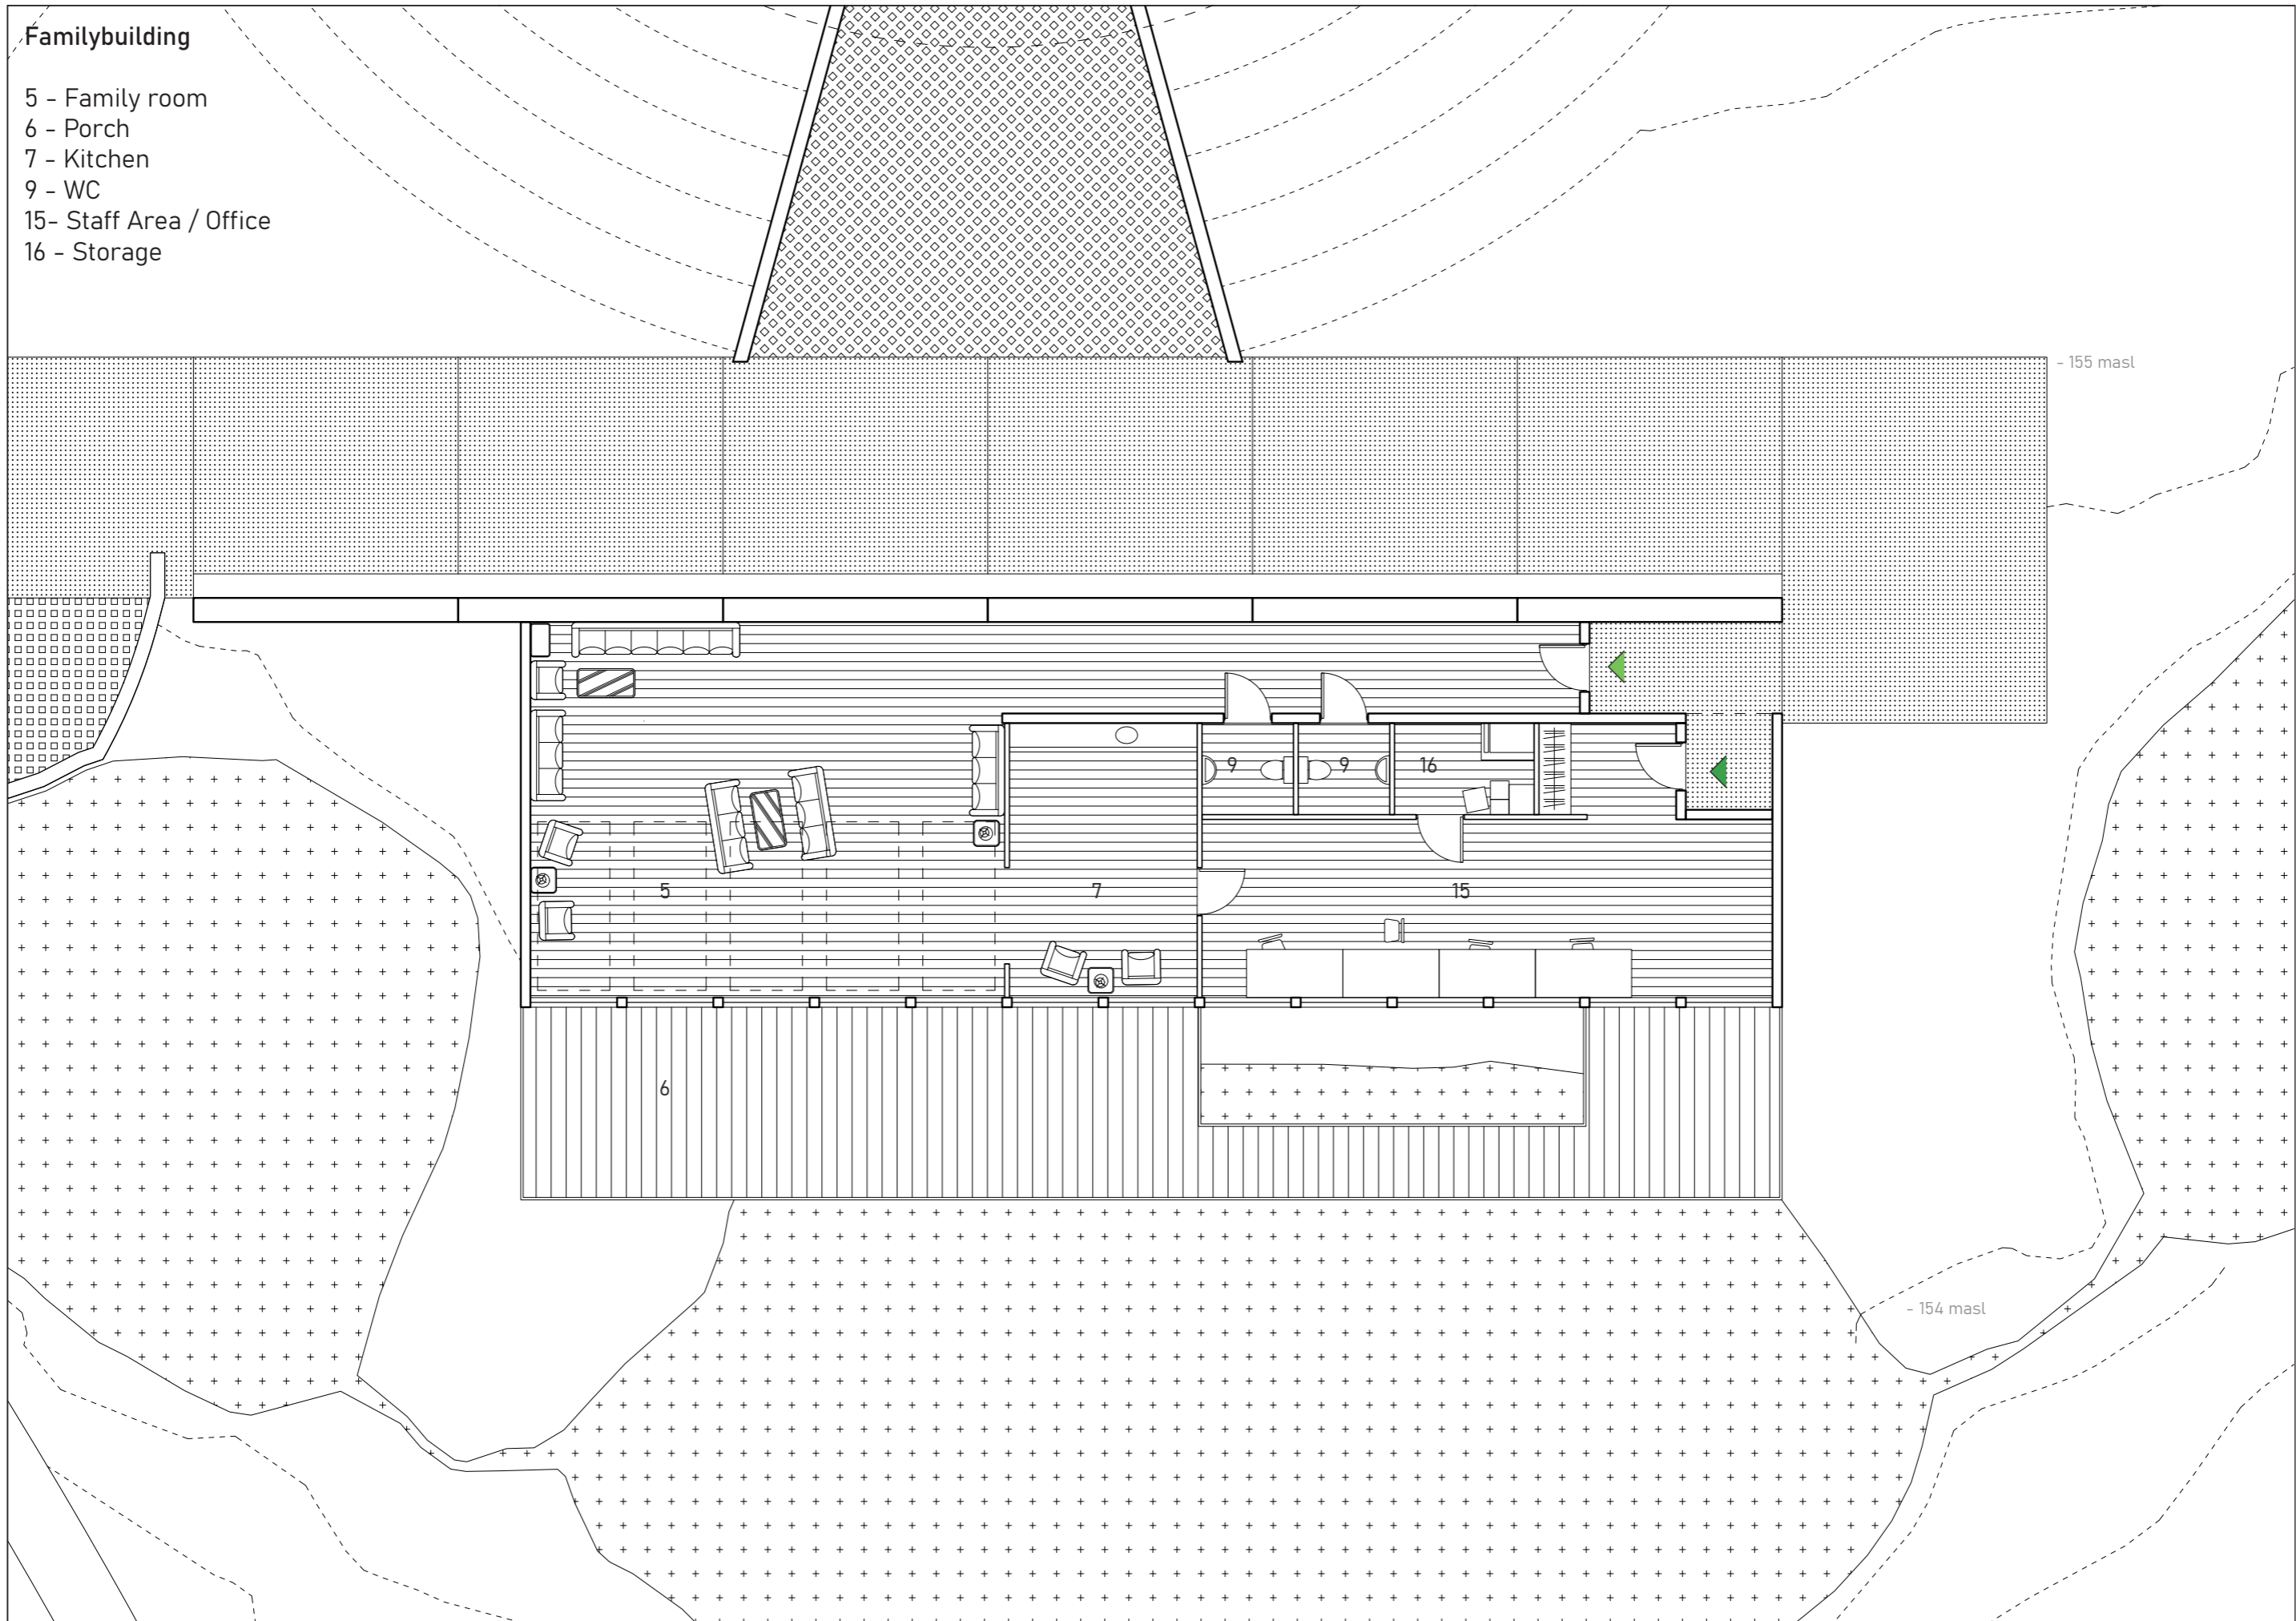 Familybuilding
5 - Family room
6 - Porch
7 - Kitchen
9 - WC
15- Staff Area / Office
16 - Storage
- 155 masl
9
9
16
5
7
15
6
- 154 masl